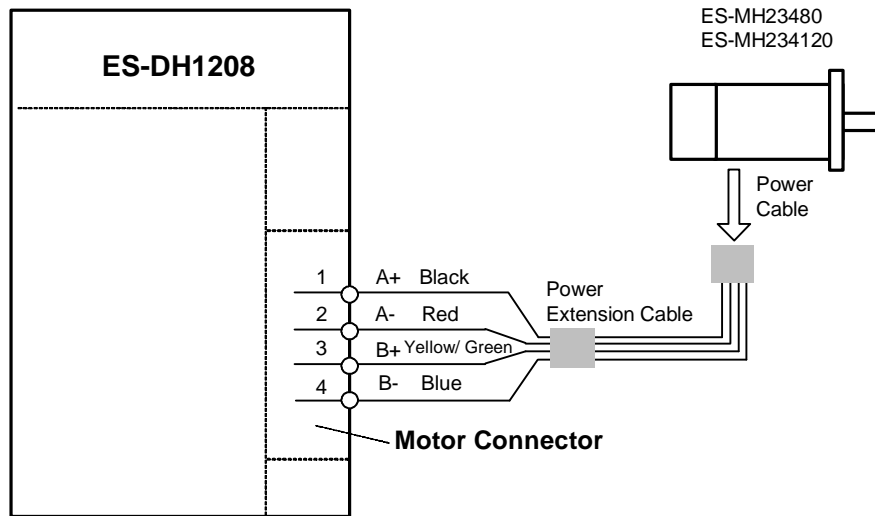 ES-MH23480
ES-MH234120
ES-DH1208
Power
Cable
1 A+ Black
2 A- Red
3 B+ Yellow/ Green
4 B- Blue
Power
Extension Cable
Motor Connector